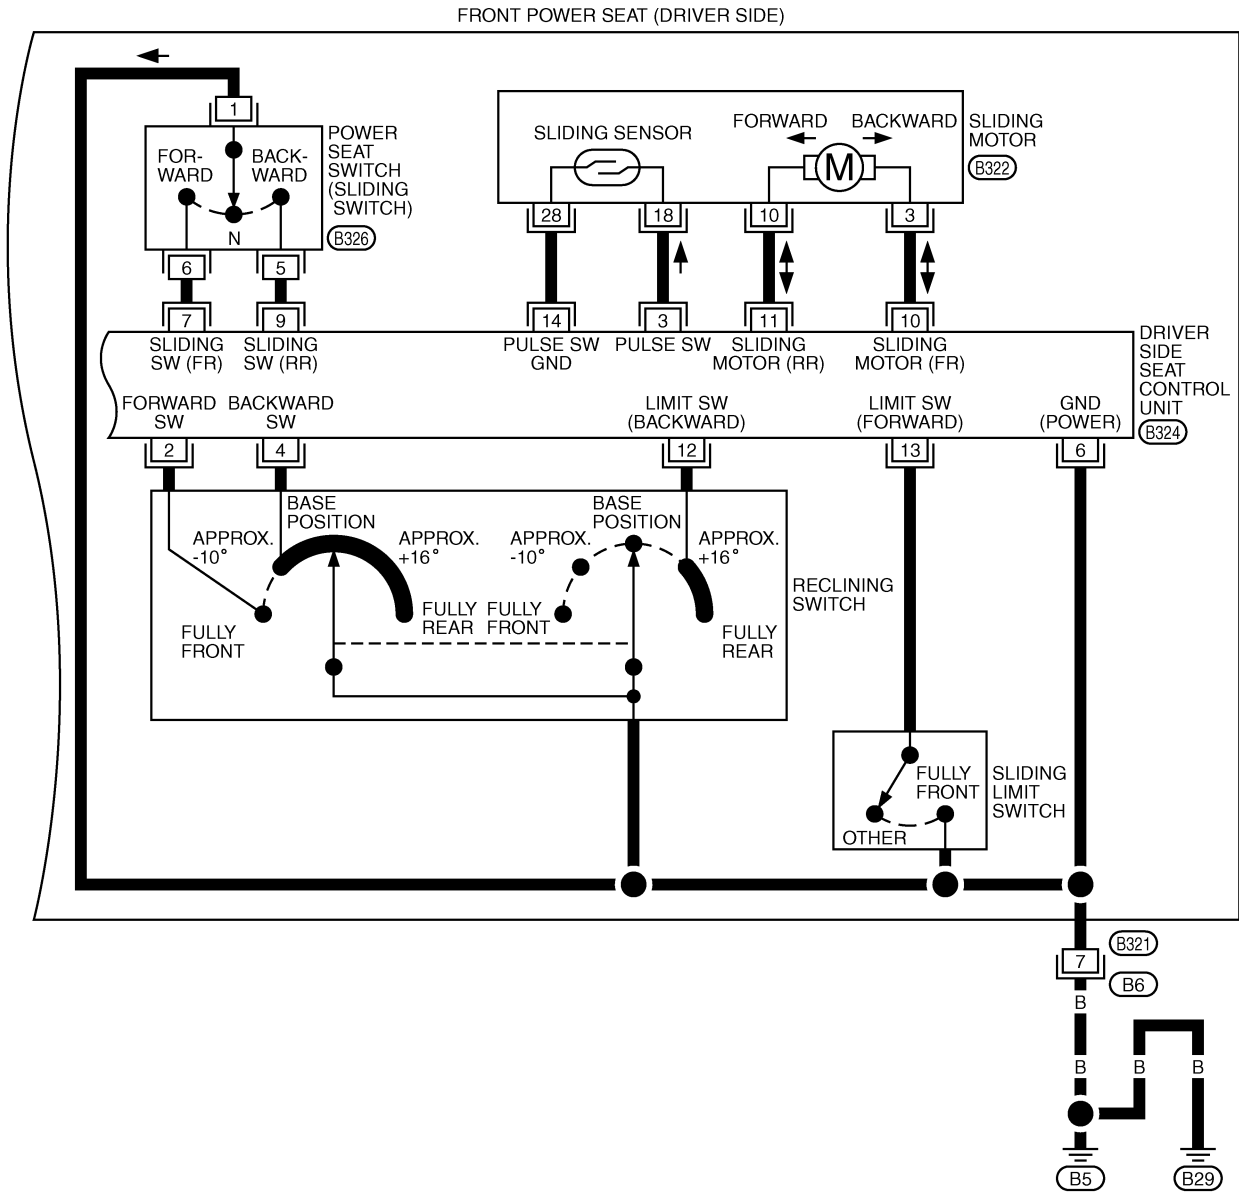 FRONT POWER SEAT (DRIVER SIDE)
1
FOR-
WARD
BACK-
WARD
N
POWER
SEAT
SWITCH
(SLIDING
SWITCH)
B326
6
5
7
9
SLIDING SENSOR
FORWARD
BACKWARD
M
SLIDING
MOTOR
B322
28
18
10
3
14
3
11
10
SLIDING
SW (FR)
SLIDING
SW (RR)
PULSE SW
GND
PULSE SW
SLIDING
MOTOR (RR)
SLIDING
MOTOR (FR)
DRIVER
SIDE
SEAT
CONTROL
UNIT
B324
FORWARD
SW
BACKWARD
SW
LIMIT SW
(BACKWARD)
LIMIT SW
(FORWARD)
GND
(POWER)
2
4
12
13
6
BASE
POSITION
APPROX.
-10°
APPROX.
+16°
FULLY
FRONT
FULLY
REAR
BASE
POSITION
APPROX.
-10°
APPROX.
+16°
FULLY
FRONT
FULLY
REAR
RECLINING
SWITCH
FULLY
FRONT
OTHER
SLIDING
LIMIT
SWITCH
B321
7
B6
B
B
B
B
B5
B29